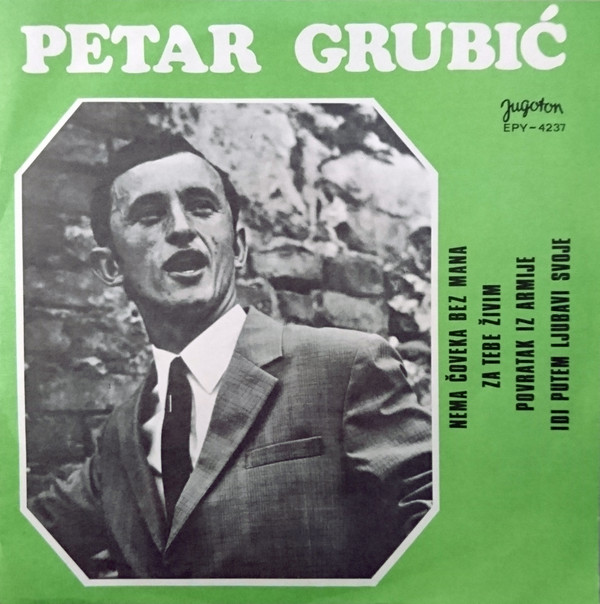 PETAR GRUBIĆ
Jugoton
EPY-4237
NEMA ČOVEKA BEZ MANA
ZA TEBE ŽIVIM
POVRATAK IZ ARMIJE
IDI PUTEM LJUBAVI SVOJE